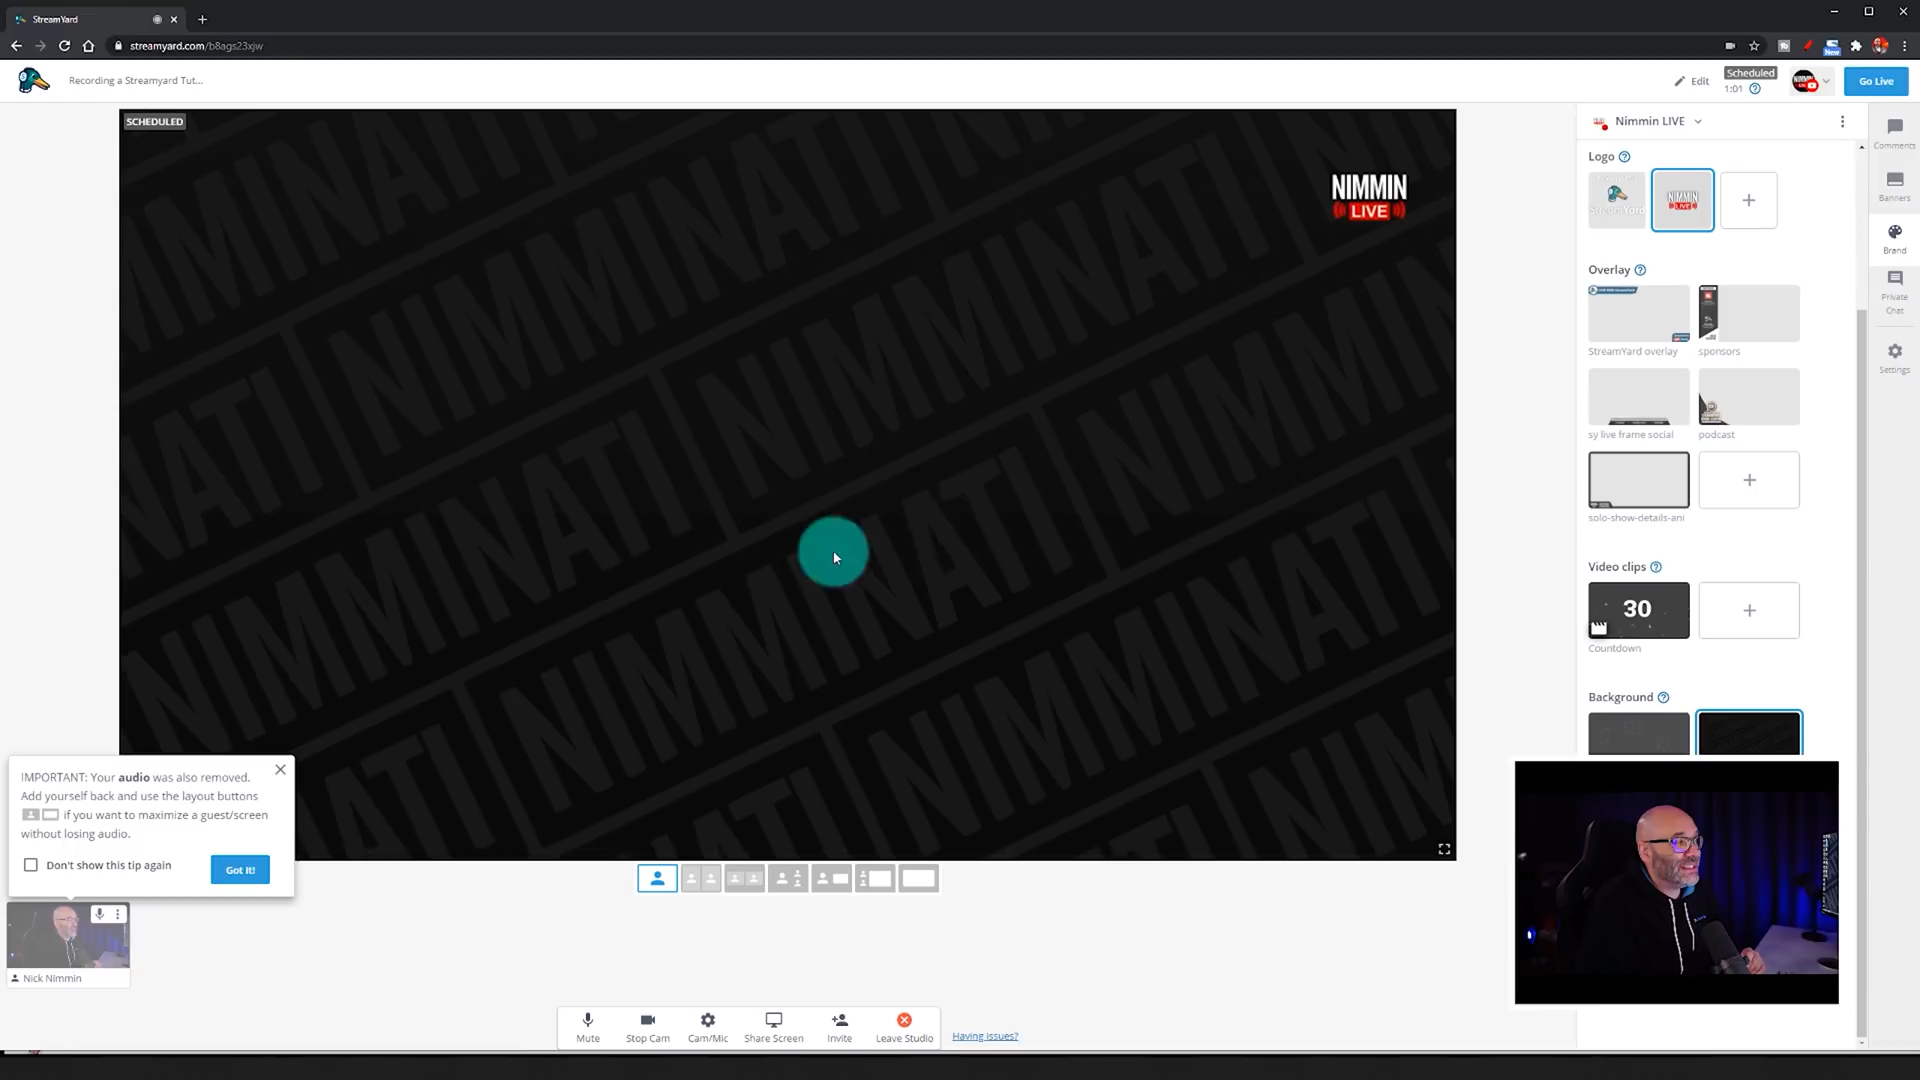 StreamYard
streamyard.com/b8ags23xjw
New
Recording a Streamyard Tut...
Edit
Scheduled
1:01
Go Live
SCHEDULED
NIMMIN
LIVE
NIMMINATI
Nimmin LIVE
Logo
NIMMIN
LIVE
Overlay
StreamYard overlay
sponsors
sy live frame social
podcast
solo-show-details-ani
Video clips
30
Countdown
Background
Comments
Banners
Brand
Private
Chat
Settings
IMPORTANT: Your audio was also removed.
Add yourself back and use the layout buttons
if you want to maximize a guest/screen
without losing audio.
Don't show this tip again
Got It!
Nick Nimmin
Mute
Stop Cam
Cam/Mic
Share Screen
Invite
Leave Studio
Having issues?